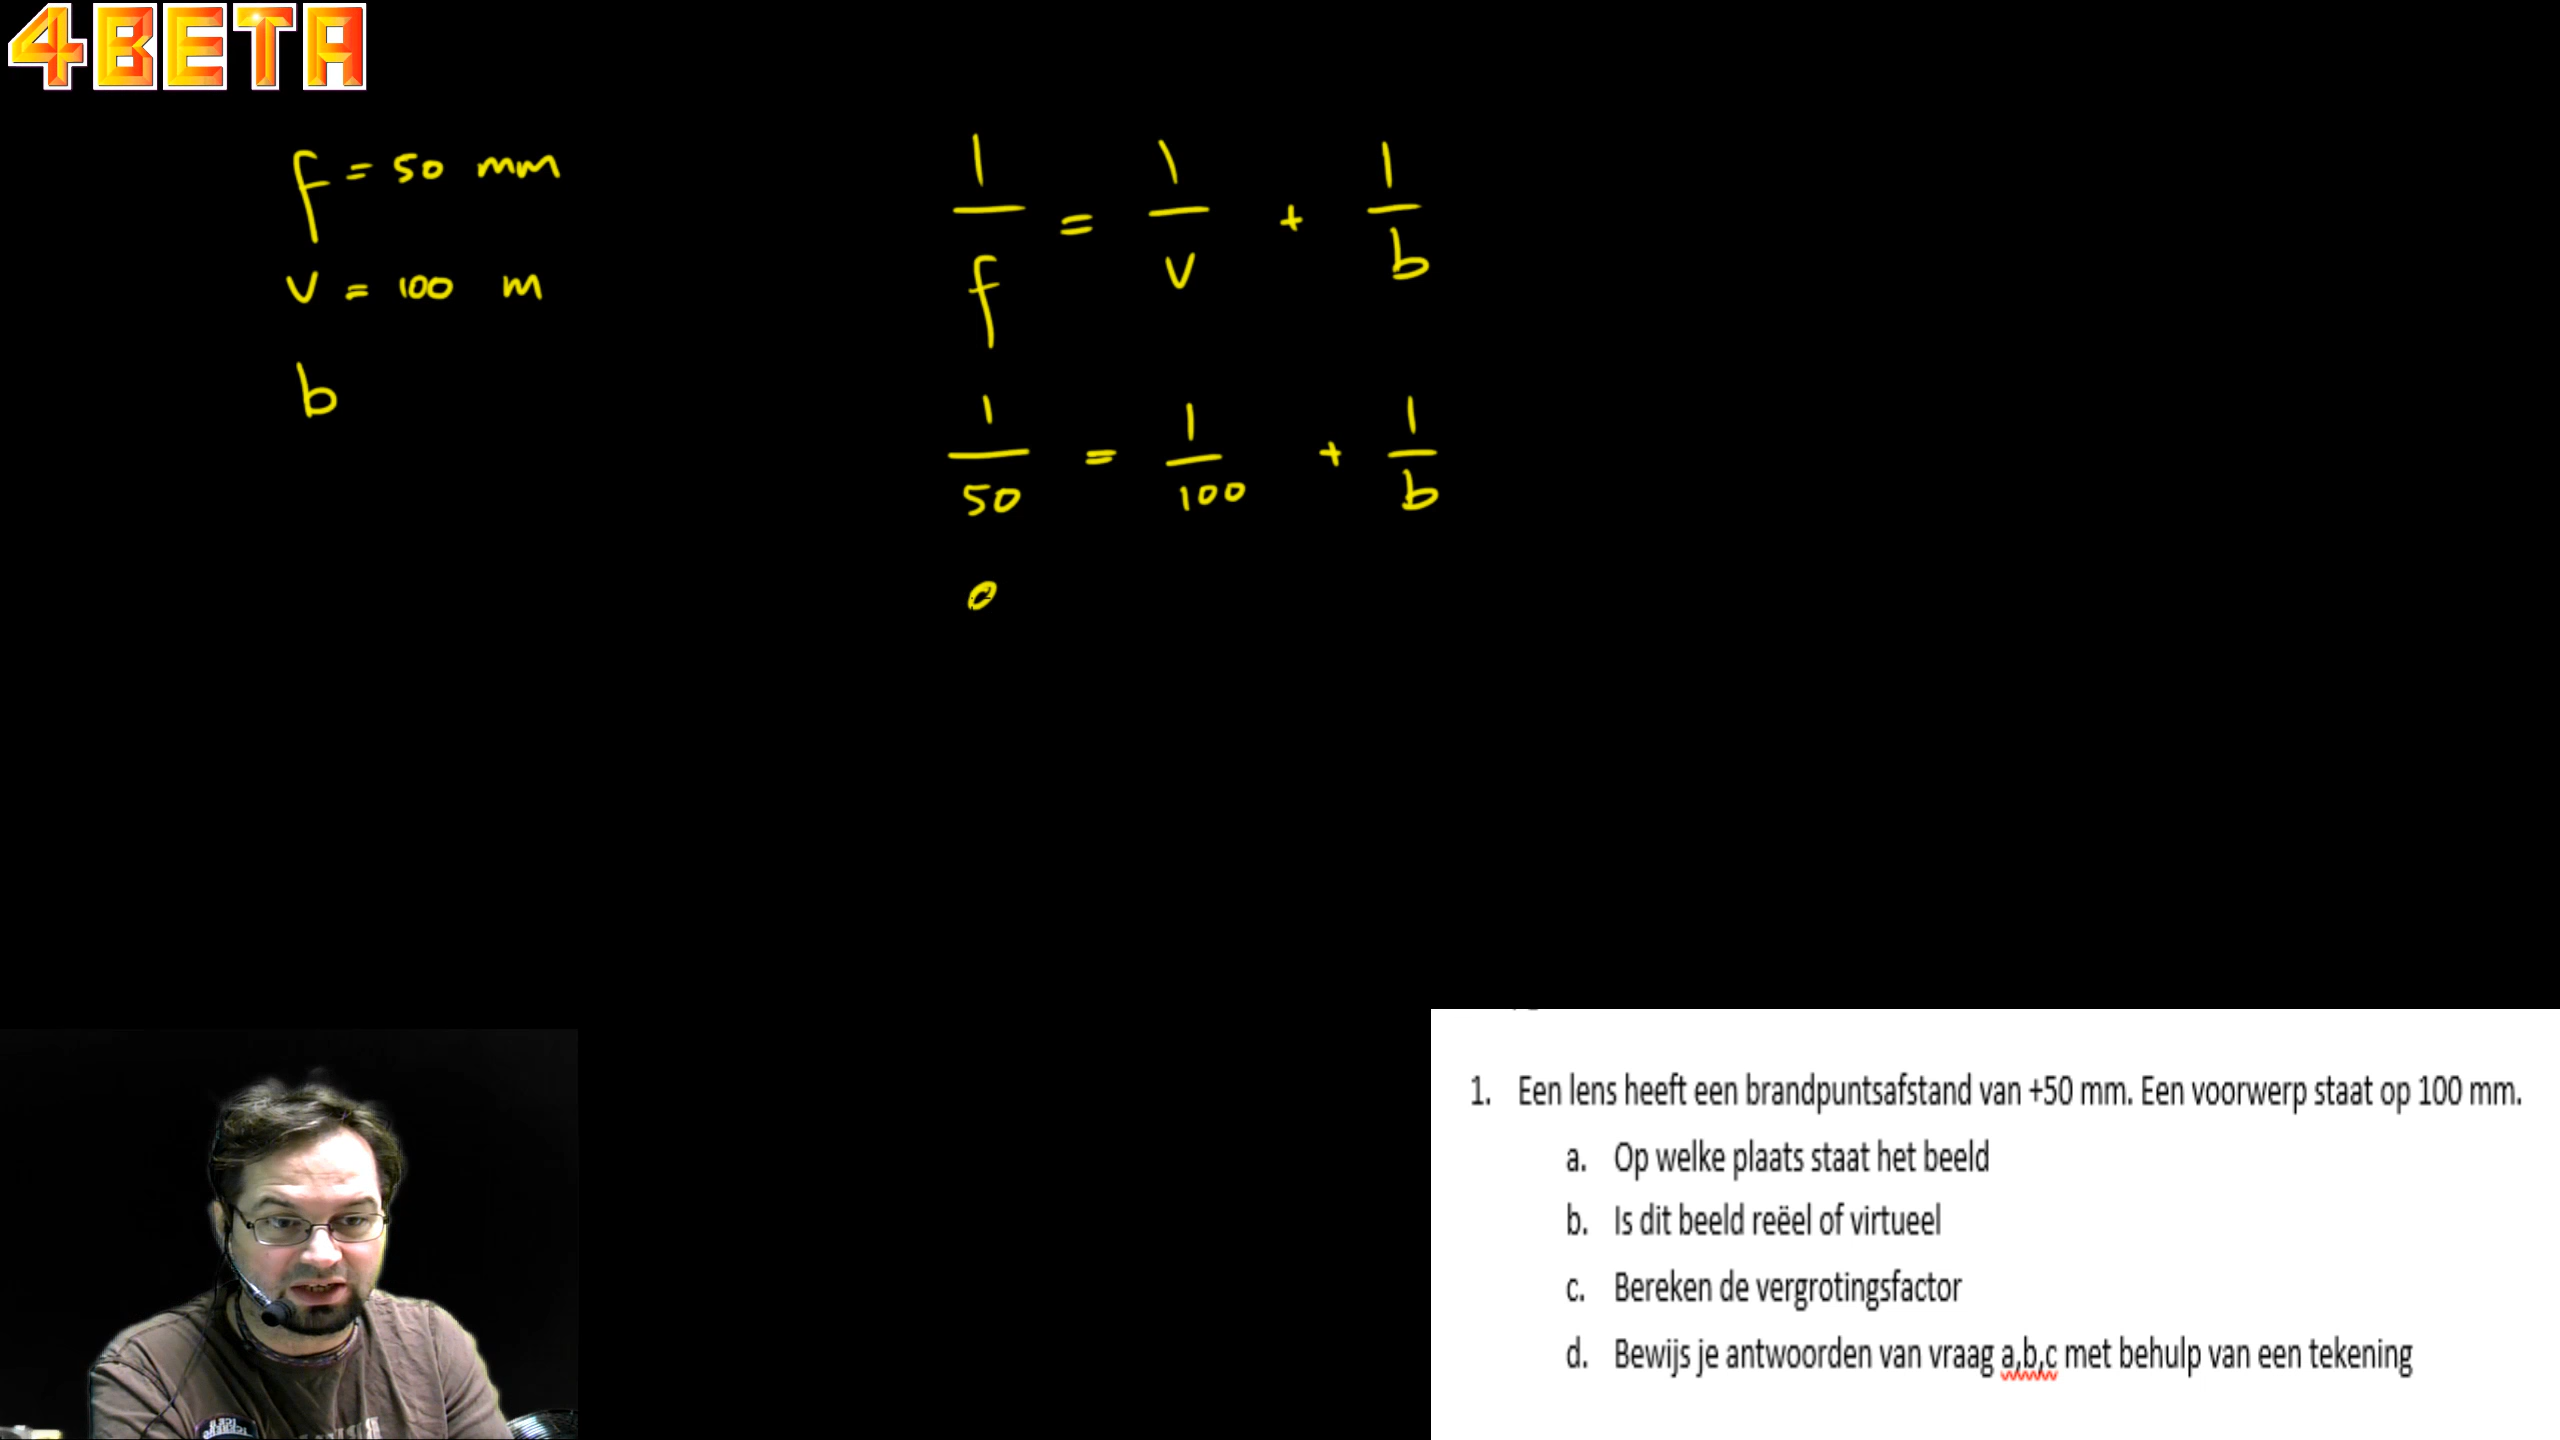 4BETA
f = 50 mm
v = 100 m
b
1/f = 1/v + 1/b
1/50 = 1/100 + 1/b
0
1. Een lens heeft een brandpuntsafstand van +50 mm. Een voorwerp staat op 100 mm.
a. Op welke plaats staat het beeld
b. Is dit beeld reëel of virtueel
c. Bereken de vergrotingsfactor
d. Bewijs je antwoorden van vraag a,b,c met behulp van een tekening